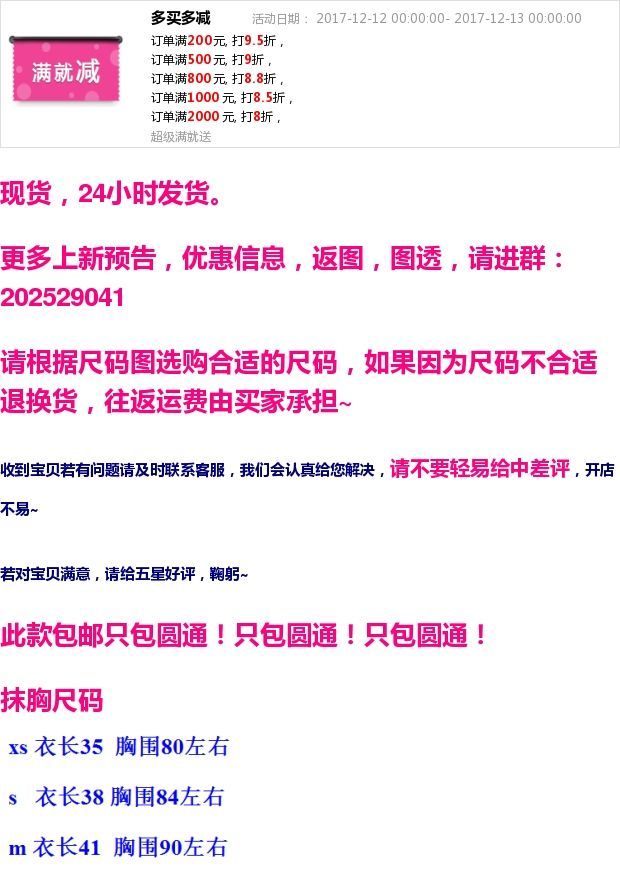 多买多减 活动日期： 2017-12-12 00:00:00- 2017-12-13 00:00:00
满就减
订单满200元, 打9.5折，
订单满500元, 打9折，
订单满800元, 打8.8折，
订单满1000 元, 打8.5折，
订单满2000 元, 打8折，
超级满就送
现货，24小时发货。
更多上新预告，优惠信息，返图，图透，请进群：
202529041
请根据尺码图选购合适的尺码，如果因为尺码不合适
退换货，往返运费由买家承担~
收到宝贝若有问题请及时联系客服，我们会认真给您解决，请不要轻易给中差评，开店
不易~
若对宝贝满意，请给五星好评，鞠躬~
此款包邮只包圆通！只包圆通！只包圆通！
抹胸尺码
xs 衣长35 胸围80左右
s 衣长38 胸围84左右
m 衣长41 胸围90左右